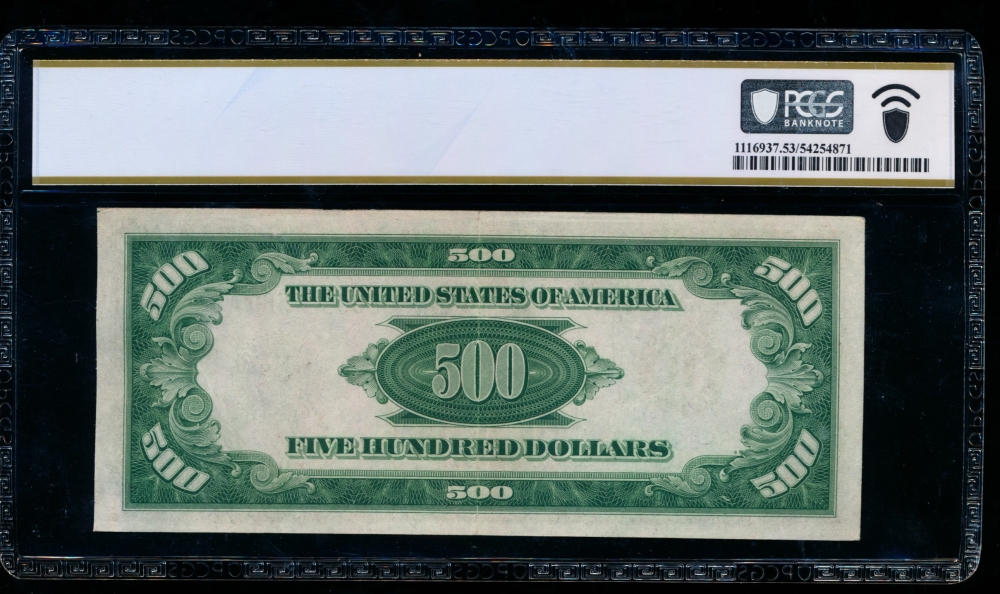 PCGS
BANKNOTE
1116937.53/54254871
500
500 500
THE UNITED STATES OF AMERICA
500
FIVE HUNDRED DOLLARS
500 500
500